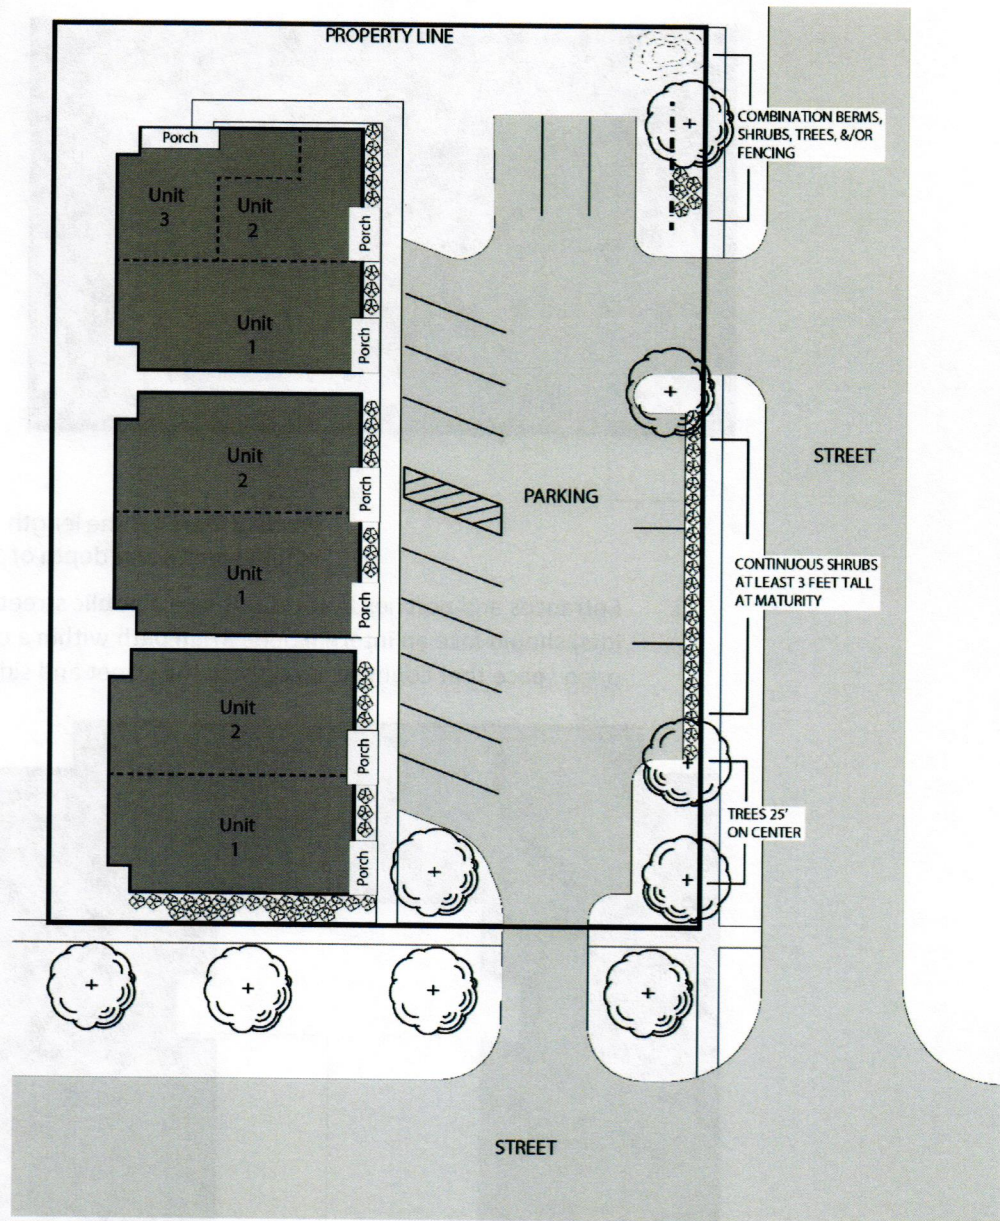 PROPERTY LINE
COMBINATION BERMS,
SHRUBS, TREES, &/OR
FENCING
Porch
Unit
3
Unit
2
Porch
Unit
1
Porch
Unit
2
Porch
PARKING
STREET
Unit
1
Porch
CONTINUOUS SHRUBS
AT LEAST 3 FEET TALL
AT MATURITY
Unit
2
Porch
Unit
1
Porch
TREES 25'
ON CENTER
STREET